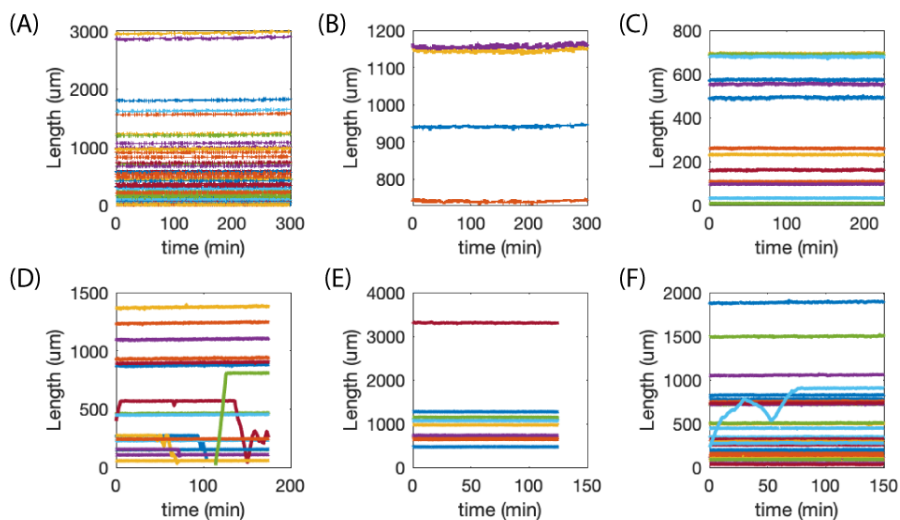 (A)
3000
2000
1000
0
Length (um)
0 100 200 300
time (min)
(B)
1200
1100
1000
900
800
Length (um)
0 100 200 300
time (min)
(C)
800
600
400
200
0
Length (um)
0 100 200
time (min)
(D)
1500
1000
500
0
Length (um)
0 100 200
time (min)
(E)
4000
3000
2000
1000
0
Length (um)
0 50 100 150
time (min)
(F)
2000
1500
1000
500
0
Length (um)
0 50 100 150
time (min)